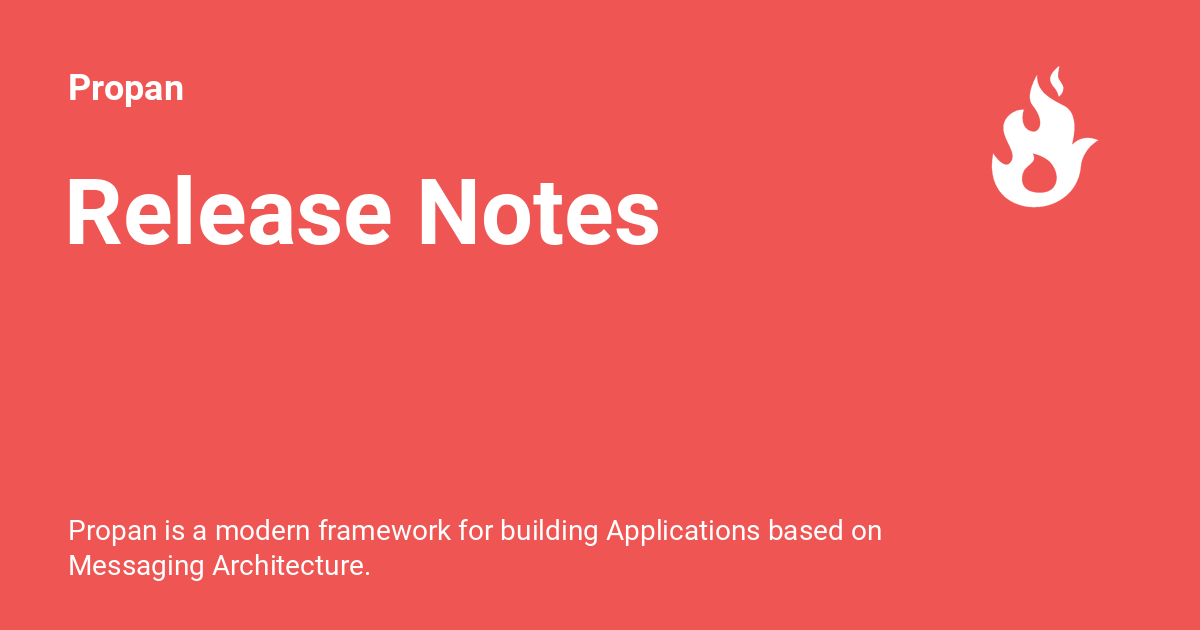 Propan
Release Notes
Propan is a modern framework for building Applications based on
Messaging Architecture.